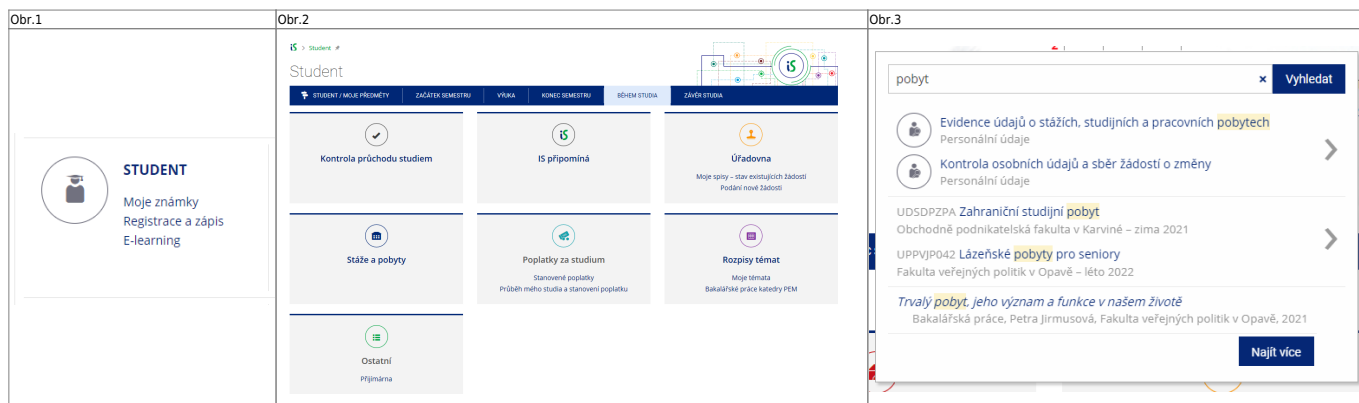 Obr.1
STUDENT
Moje známky
Registrace a zápis
E-learning
Obr.2
iS > Student
Student
iS
STUDENT / MOJE PŘEDMĚTY ZAČÁTEK SEMESTRU VÝUKA KONEC SEMESTRU BĚHEM STUDIA ZÁVĚR STUDIA
Kontrola průchodu studiem
iS
IS připomíná
Úřadovna
Moje spisy – stav existujících žádostí
Podání nové žádosti
Stáže a pobyty
Poplatky za studium
Stanovené poplatky
Průběh mého studia a stanovení poplatku
Rozpisy témat
Moje témata
Bakalářské práce katedry PEM
Ostatní
Přijímárna
Obr.3
pobyt × Vyhledat
Evidence údajů o stážích, studijních a pracovních pobytech
Personální údaje
Kontrola osobních údajů a sběr žádostí o změny
Personální údaje
UDSDPZPA Zahraniční studijní pobyt
Obchodně podnikatelská fakulta v Karviné – zima 2021
UPPVJP042 Lázeňské pobyty pro seniory
Fakulta veřejných politik v Opavě – léto 2022
Trvalý pobyt, jeho význam a funkce v našem životě
Bakalářská práce, Petra Jirmusová, Fakulta veřejných politik v Opavě, 2021
Najít více